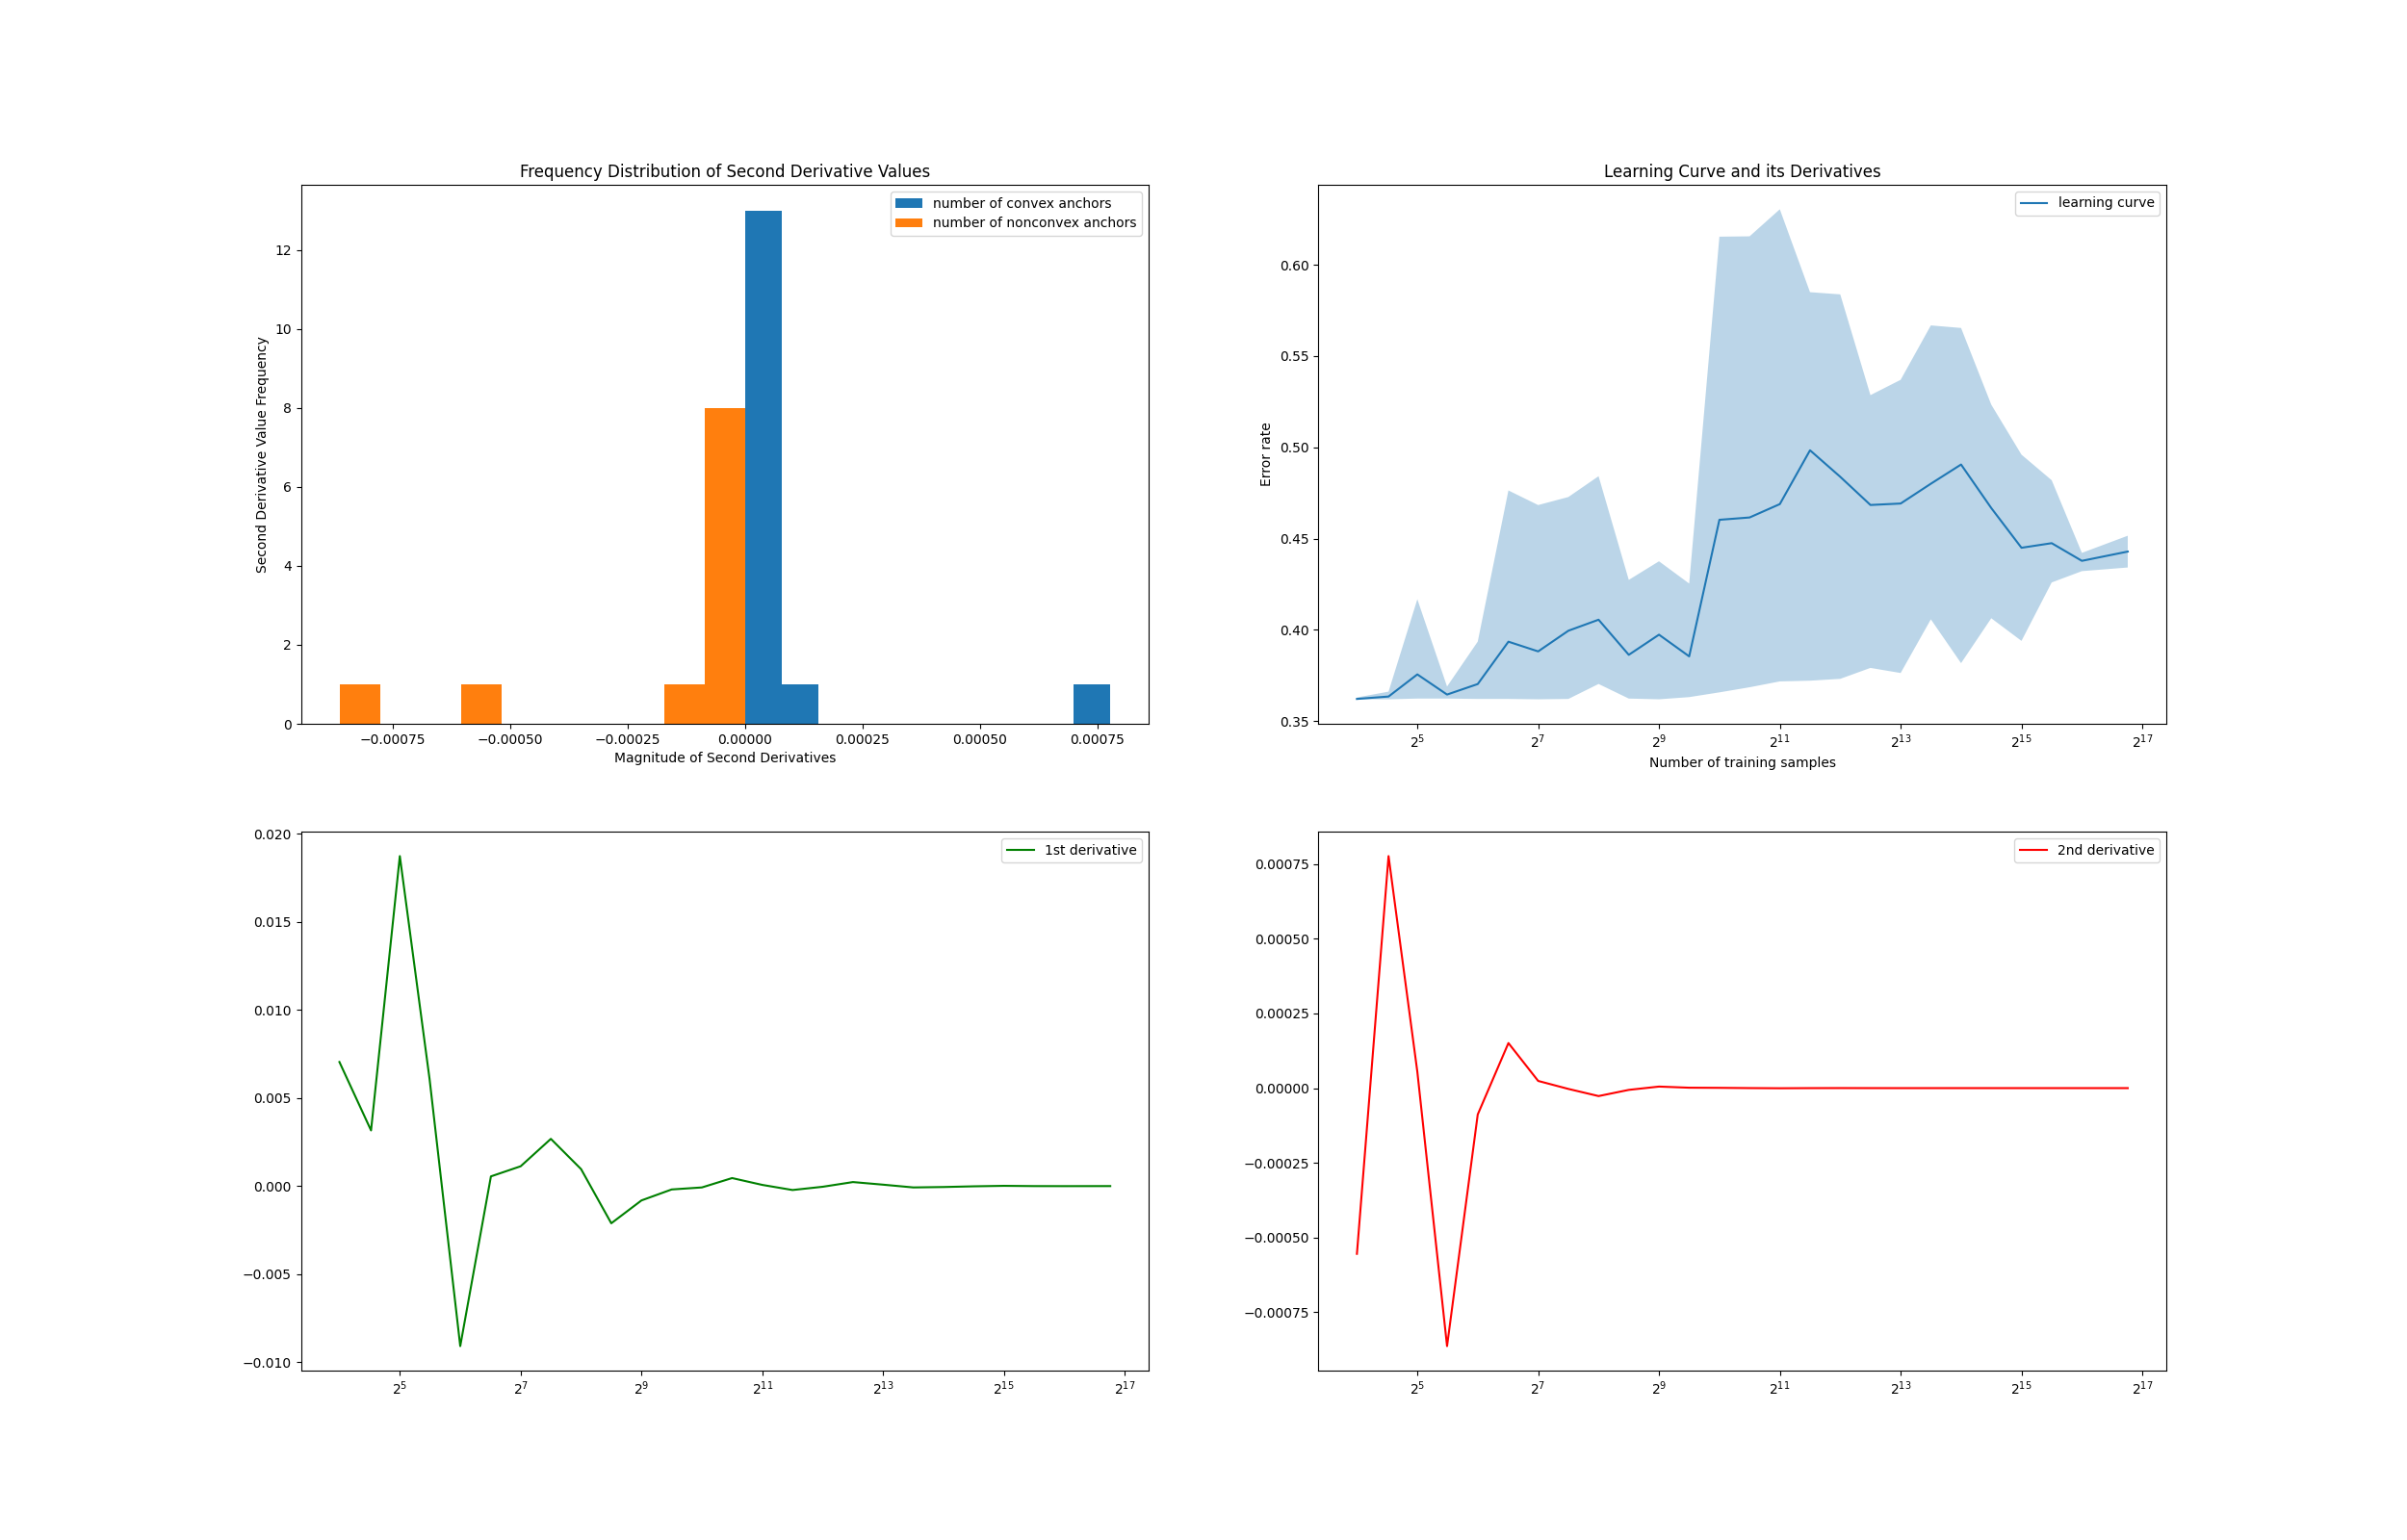 Frequency Distribution of Second Derivative Values
number of convex anchors
number of nonconvex anchors
Second Derivative Value Frequency
12
10
8
6
4
2
0
−0.00075 −0.00050 −0.00025 0.00000 0.00025 0.00050 0.00075
Magnitude of Second Derivatives
Learning Curve and its Derivatives
learning curve
Error rate
0.60
0.55
0.50
0.45
0.40
0.35
2^5 2^7 2^9 2^11 2^13 2^15 2^17
Number of training samples
1st derivative
0.020
0.015
0.010
0.005
0.000
−0.005
−0.010
2^5 2^7 2^9 2^11 2^13 2^15 2^17
2nd derivative
0.00075
0.00050
0.00025
0.00000
−0.00025
−0.00050
−0.00075
2^5 2^7 2^9 2^11 2^13 2^15 2^17